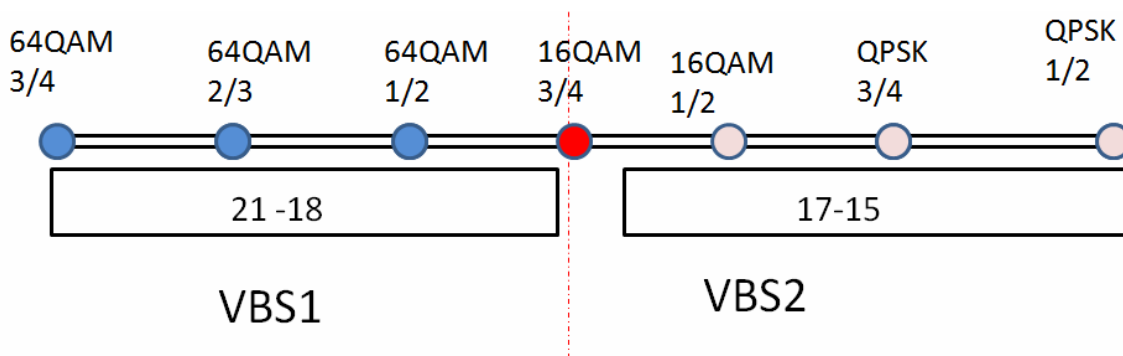 64QAM
3/4
64QAM
2/3
64QAM
1/2
16QAM
3/4
16QAM
1/2
QPSK
3/4
QPSK
1/2
21 -18
17-15
VBS1
VBS2